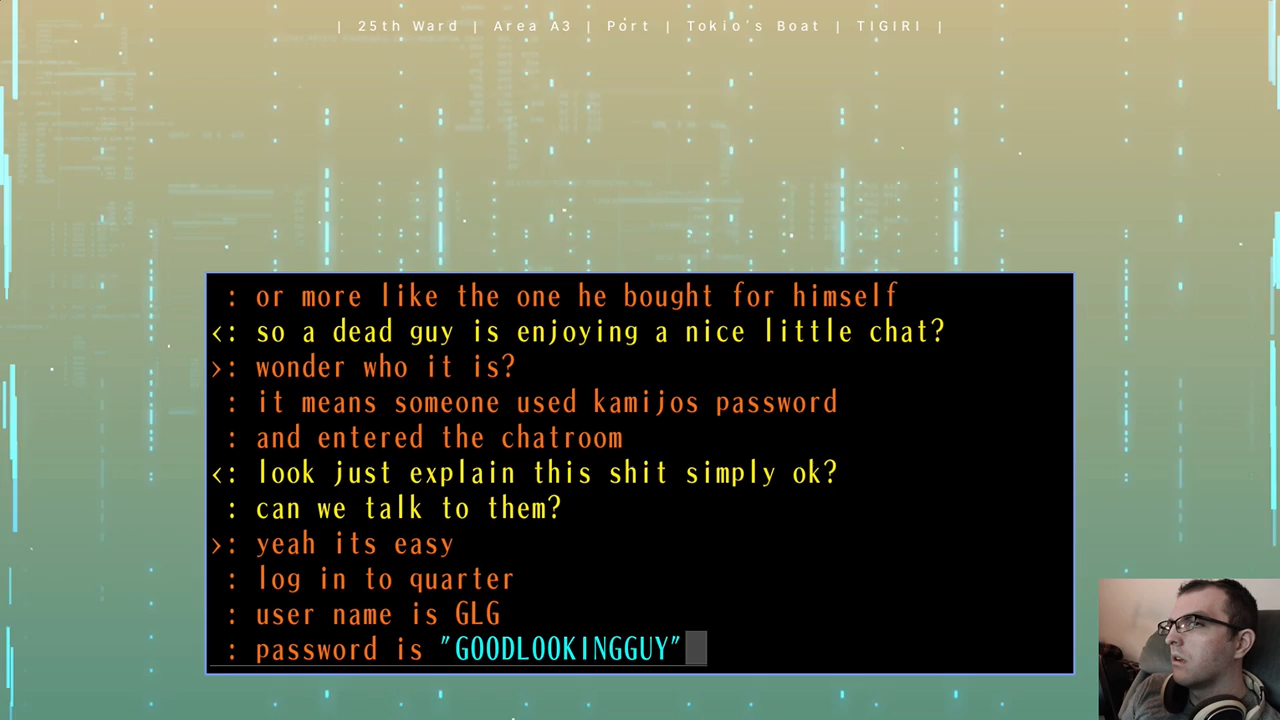 | 25th Ward | Area A3 | Port | Tokio's Boat | TIGIRI |
: or more like the one he bought for himself
<: so a dead guy is enjoying a nice little chat?
>: wonder who it is?
: it means someone used kamijos password
: and entered the chatroom
<: look just explain this shit simply ok?
: can we talk to them?
>: yeah its easy
: log in to quarter
: user name is GLG
: password is "GOODLOOKINGGUY"